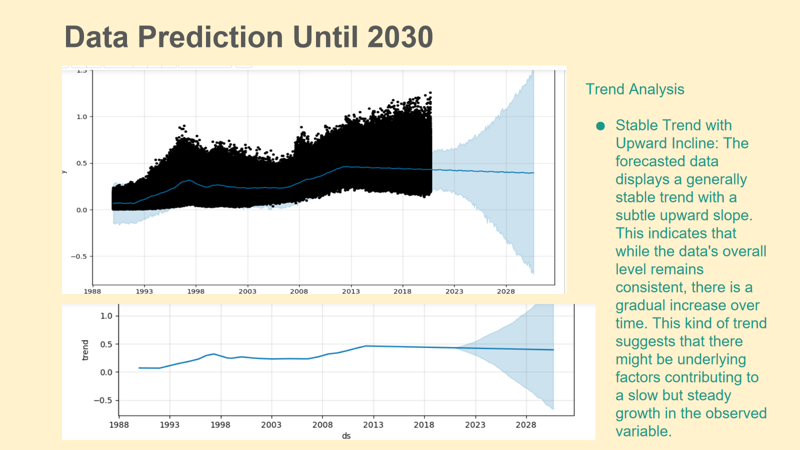 Data Prediction Until 2030
1.0
0.5
0.0
−0.5
y
1988 1993 1998 2003 2008 2013 2018 2023 2028
Trend Analysis
Stable Trend with
Upward Incline: The
forecasted data
displays a generally
stable trend with a
subtle upward slope.
This indicates that
while the data's overall
level remains
consistent, there is a
gradual increase over
time. This kind of trend
suggests that there
might be underlying
factors contributing to
a slow but steady
growth in the observed
variable.
1.0
0.5
0.0
−0.5
trend
1988 1993 1998 2003 2008 2013 2018 2023 2028
ds